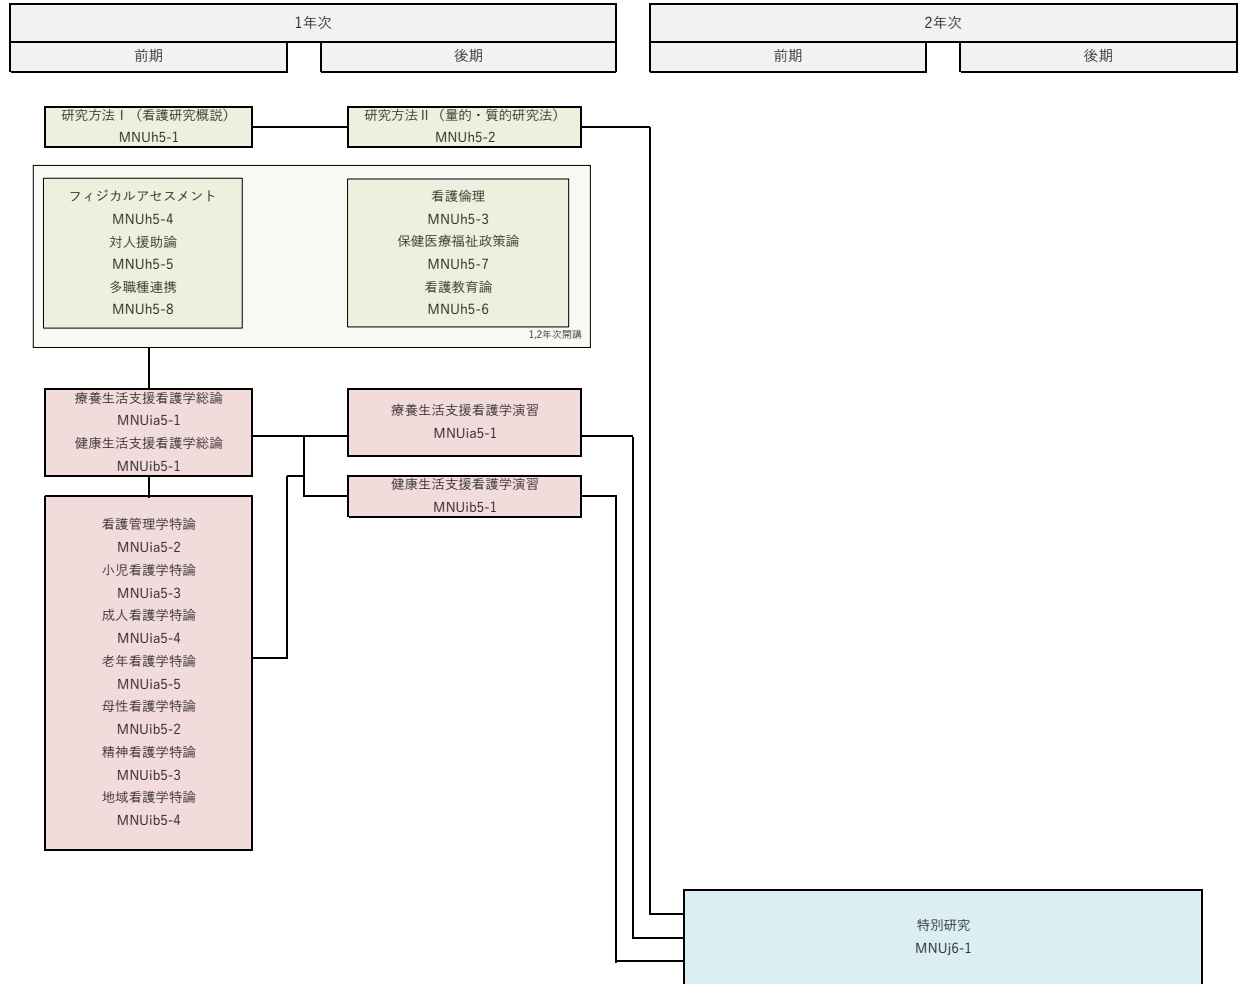 1年次
2年次
前期
後期
前期
後期
研究方法Ⅰ（看護研究概説）
MNUh5-1
研究方法Ⅱ（量的・質的研究法）
MNUh5-2
フィジカルアセスメント
MNUh5-4
対人援助論
MNUh5-5
多職種連携
MNUh5-8
看護倫理
MNUh5-3
保健医療福祉政策論
MNUh5-7
看護教育論
MNUh5-6
1,2年次開講
療養生活支援看護学総論
MNUia5-1
健康生活支援看護学総論
MNUib5-1
療養生活支援看護学演習
MNUia5-1
健康生活支援看護学演習
MNUib5-1
看護管理学特論
MNUia5-2
小児看護学特論
MNUia5-3
成人看護学特論
MNUia5-4
老年看護学特論
MNUia5-5
母性看護学特論
MNUib5-2
精神看護学特論
MNUib5-3
地域看護学特論
MNUib5-4
特別研究
MNUj6-1